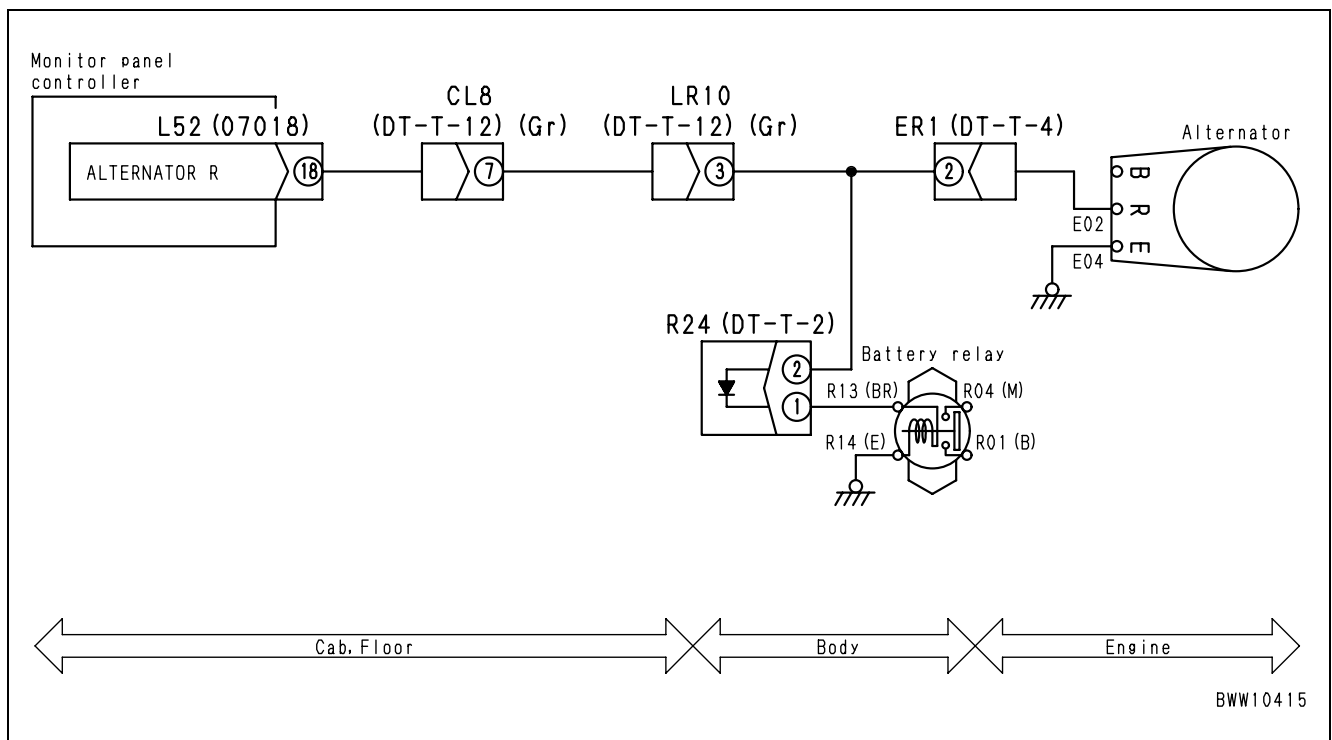 Monitor panel
controller
CL8
LR10
L52 (07018)
(DT-T-12) (Gr)
(DT-T-12) (Gr)
ER1 (DT-T-4)
Alternator
ALTERNATOR R
18
7
3
2
B
R
E02
E
E04
R24 (DT-T-2)
Battery relay
2
R13 (BR)
R04 (M)
1
R14 (E)
R01 (B)
Cab, Floor
Body
Engine
BWW10415